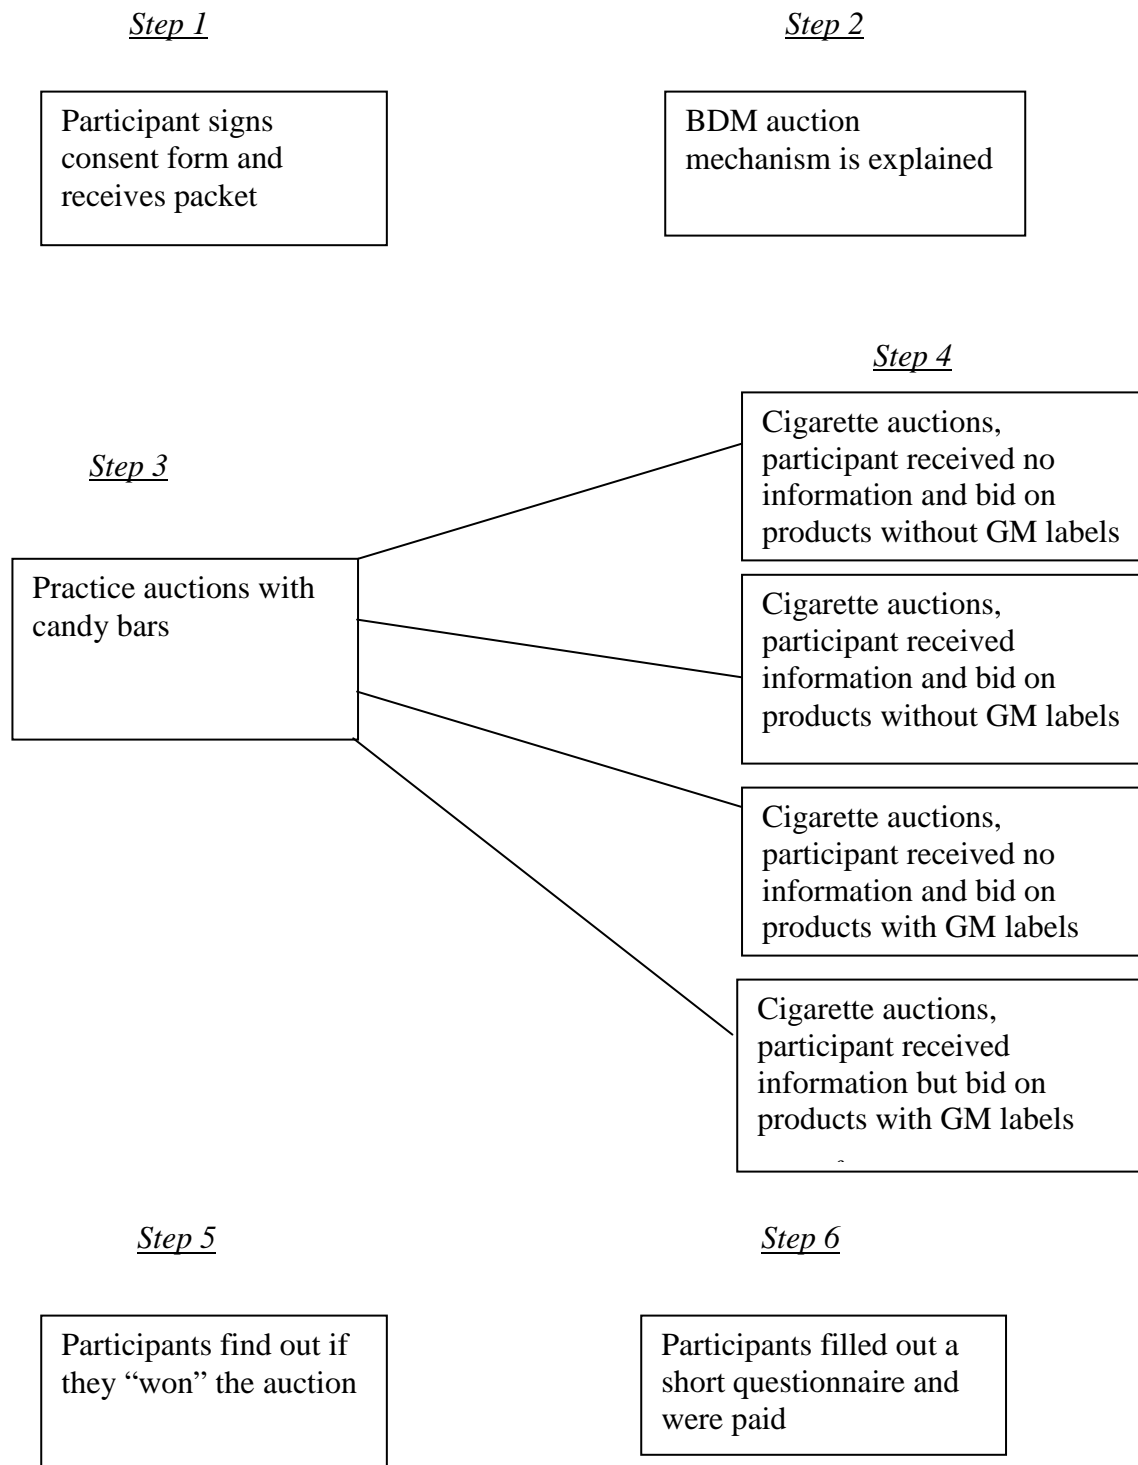 Step 1
Step 2
Participant signs
consent form and
receives packet
BDM auction
mechanism is explained
Step 3
Practice auctions with
candy bars
Step 4
Cigarette auctions,
participant received no
information and bid on
products without GM labels
Cigarette auctions,
participant received
information and bid on
products without GM labels
Cigarette auctions,
participant received no
information and bid on
products with GM labels
Cigarette auctions,
participant received
information but bid on
products with GM labels
Step 5
Step 6
Participants find out if
they “won” the auction
Participants filled out a
short questionnaire and
were paid